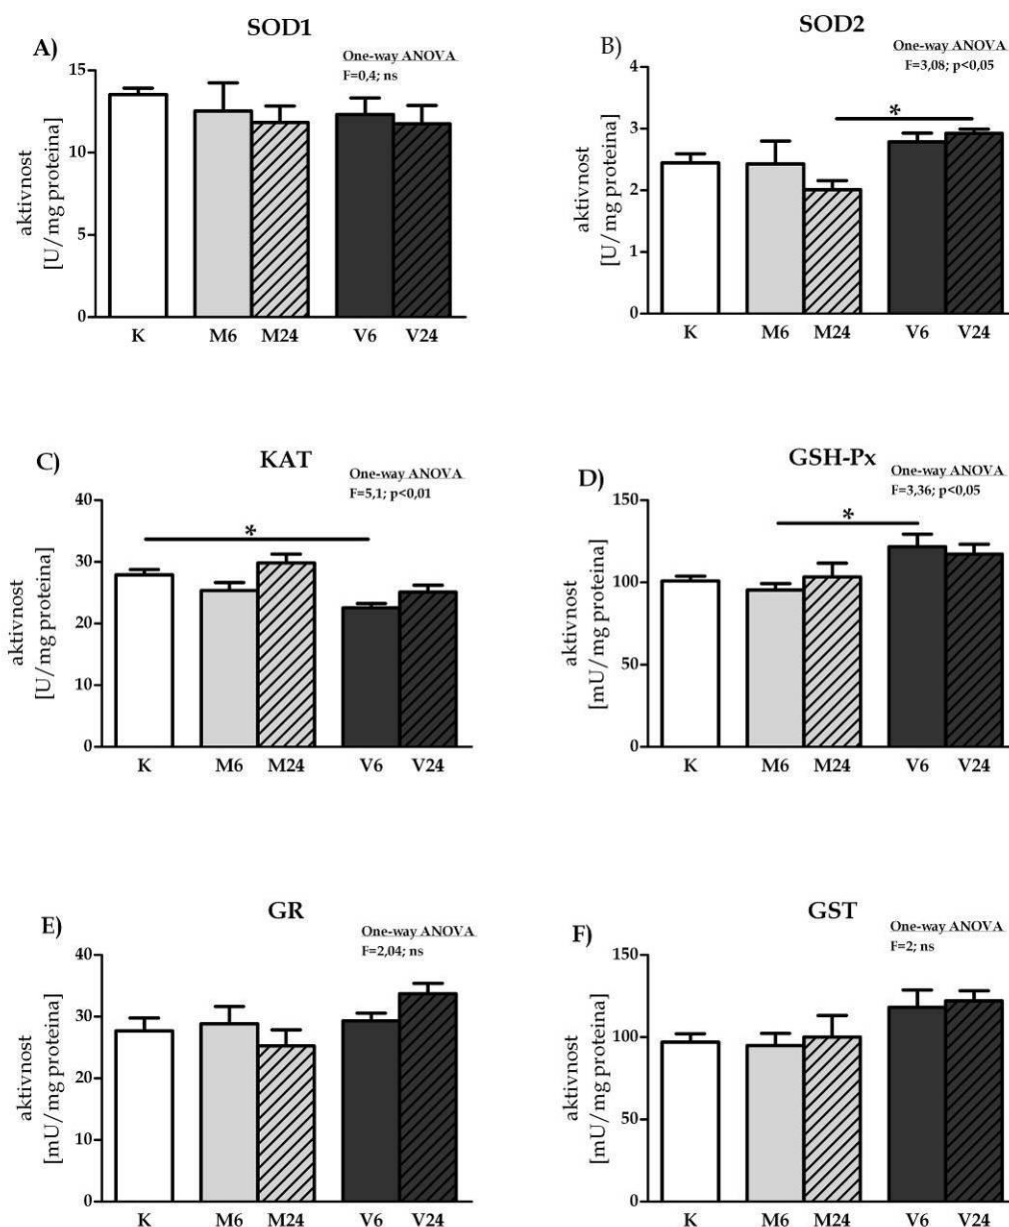 SOD1
A)
One-way ANOVA
F=0,4; ns
aktivnost
[U/mg proteina]
15
10
5
0
K M6 M24 V6 V24
SOD2
B)
One-way ANOVA
F=3,08; p<0,05
*
aktivnost
[U/mg proteina]
4
3
2
1
0
K M6 M24 V6 V24
KAT
C)
One-way ANOVA
F=5,1; p<0,01
*
aktivnost
[U/mg proteina]
40
30
20
10
0
K M6 M24 V6 V24
GSH-Px
D)
One-way ANOVA
F=3,36; p<0,05
*
aktivnost
[mU/mg proteina]
150
100
50
0
K M6 M24 V6 V24
GR
E)
One-way ANOVA
F=2,04; ns
aktivnost
[mU/mg proteina]
40
30
20
10
0
K M6 M24 V6 V24
GST
F)
One-way ANOVA
F=2; ns
aktivnost
[mU/mg proteina]
150
100
50
0
K M6 M24 V6 V24